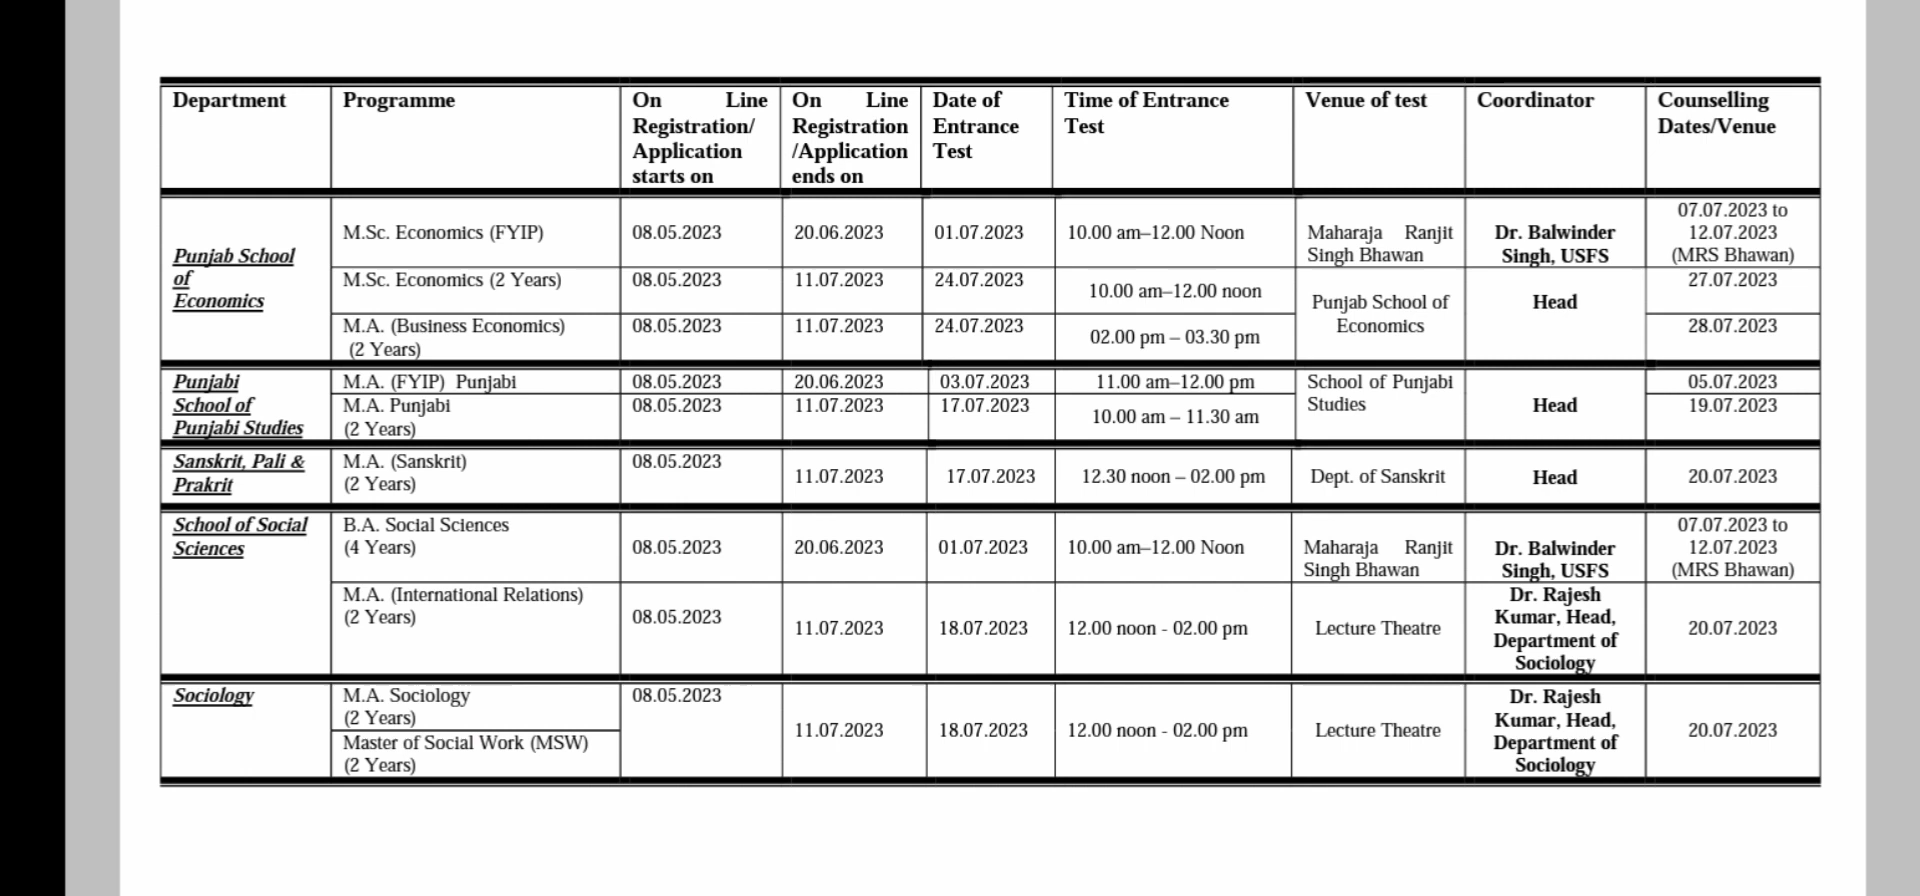 Department Programme On Line Registration/ Application starts on On Line Registration /Application ends on Date of Entrance Test Time of Entrance Test Venue of test Coordinator Counselling Dates/Venue
Punjab School of Economics
M.Sc. Economics (FYIP) 08.05.2023 20.06.2023 01.07.2023 10.00 am–12.00 Noon Maharaja Ranjit Singh Bhawan Dr. Balwinder Singh, USFS 07.07.2023 to 12.07.2023 (MRS Bhawan)
M.Sc. Economics (2 Years) 08.05.2023 11.07.2023 24.07.2023 10.00 am–12.00 noon Punjab School of Economics Head 27.07.2023
M.A. (Business Economics) (2 Years) 08.05.2023 11.07.2023 24.07.2023 02.00 pm – 03.30 pm 28.07.2023
Punjabi School of Punjabi Studies
M.A. (FYIP) Punjabi 08.05.2023 20.06.2023 03.07.2023 11.00 am–12.00 pm School of Punjabi Studies Head 05.07.2023
M.A. Punjabi (2 Years) 08.05.2023 11.07.2023 17.07.2023 10.00 am – 11.30 am 19.07.2023
Sanskrit, Pali & Prakrit
M.A. (Sanskrit) (2 Years) 08.05.2023 11.07.2023 17.07.2023 12.30 noon – 02.00 pm Dept. of Sanskrit Head 20.07.2023
School of Social Sciences
B.A. Social Sciences (4 Years) 08.05.2023 20.06.2023 01.07.2023 10.00 am–12.00 Noon Maharaja Ranjit Singh Bhawan Dr. Balwinder Singh, USFS 07.07.2023 to 12.07.2023 (MRS Bhawan)
M.A. (International Relations) (2 Years) 08.05.2023 11.07.2023 18.07.2023 12.00 noon - 02.00 pm Lecture Theatre Dr. Rajesh Kumar, Head, Department of Sociology 20.07.2023
Sociology
M.A. Sociology (2 Years) 08.05.2023 11.07.2023 18.07.2023 12.00 noon - 02.00 pm Lecture Theatre Dr. Rajesh Kumar, Head, Department of Sociology 20.07.2023
Master of Social Work (MSW) (2 Years)